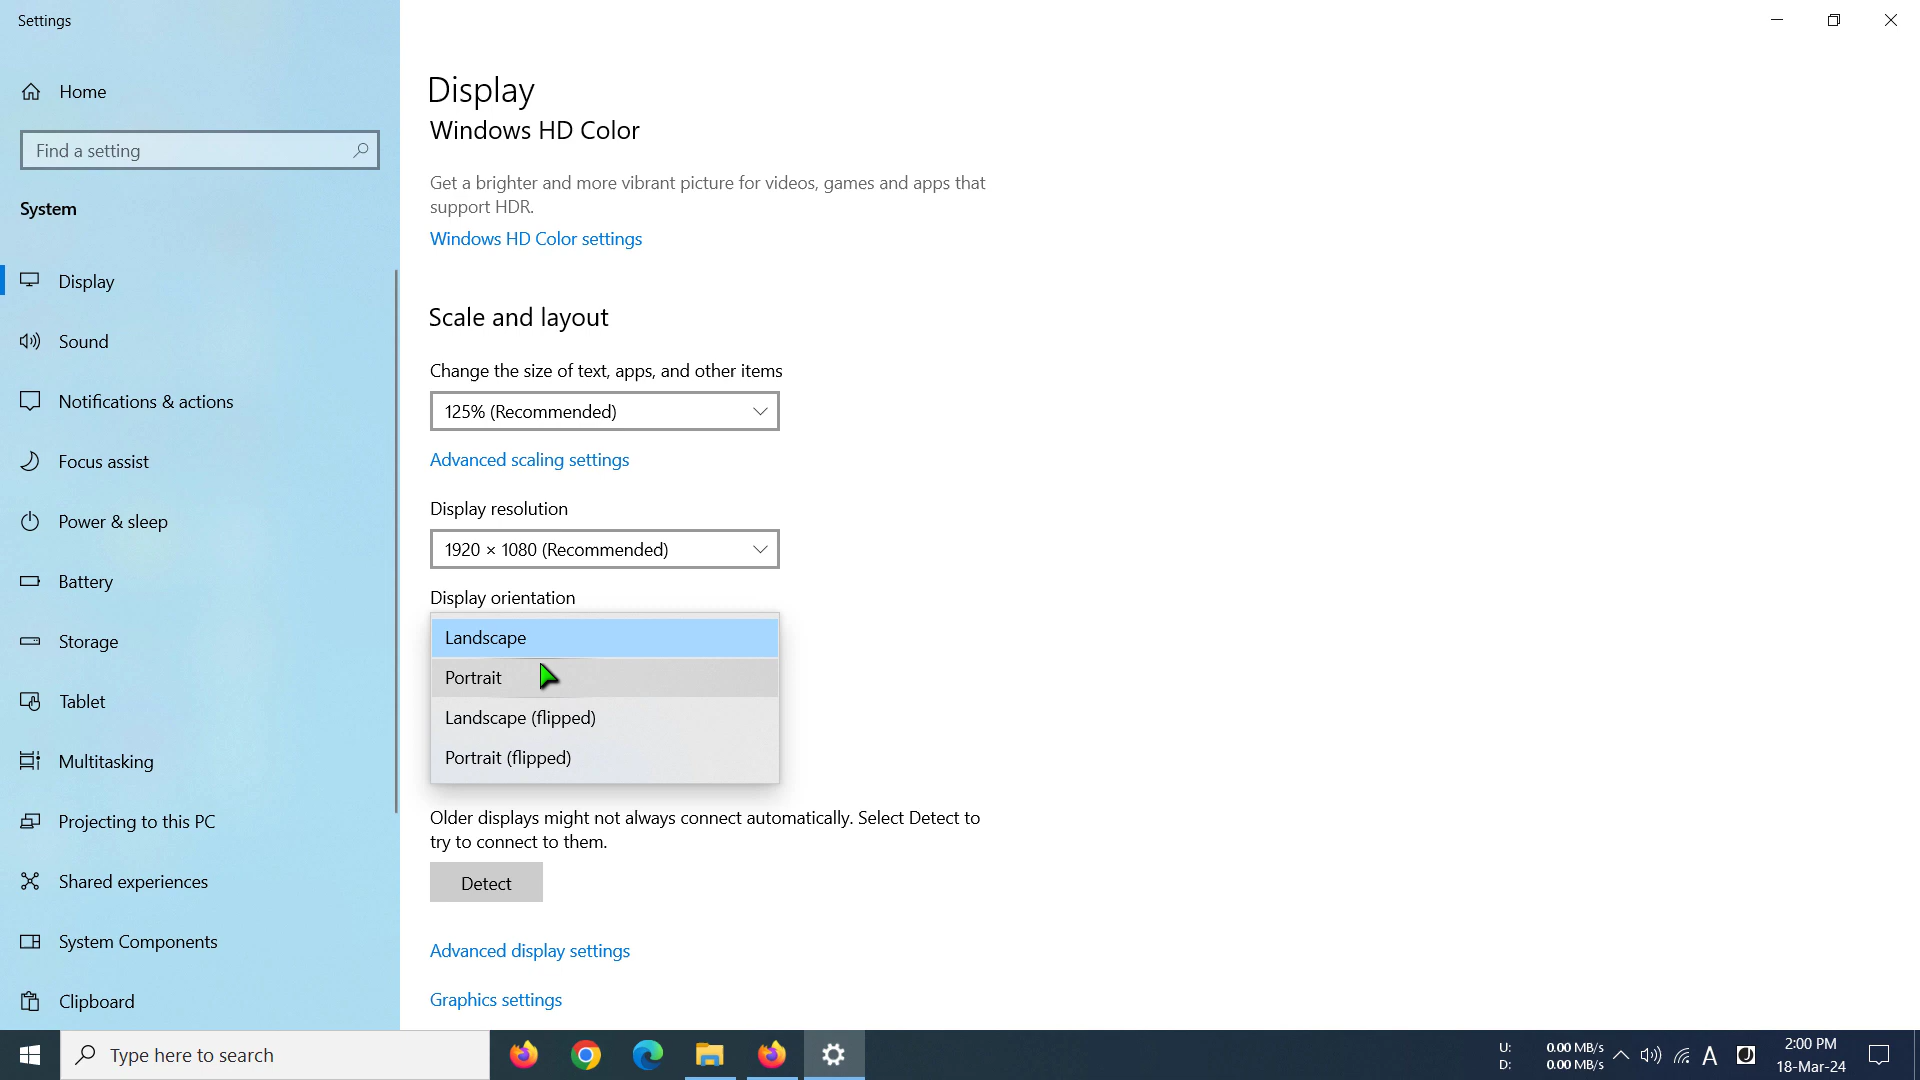 Settings
Home
Find a setting
System
Display
Sound
Notifications & actions
Focus assist
Power & sleep
Battery
Storage
Tablet
Multitasking
Projecting to this PC
Shared experiences
System Components
Clipboard
Display
Windows HD Color
Get a brighter and more vibrant picture for videos, games and apps that
support HDR.
Windows HD Color settings
Scale and layout
Change the size of text, apps, and other items
125% (Recommended)
Advanced scaling settings
Display resolution
1920 × 1080 (Recommended)
Display orientation
Landscape
Portrait
Landscape (flipped)
Portrait (flipped)
Older displays might not always connect automatically. Select Detect to
try to connect to them.
Detect
Advanced display settings
Graphics settings
Type here to search
U: 0.00 MB/s
D: 0.00 MB/s
A
2:00 PM
18-Mar-24